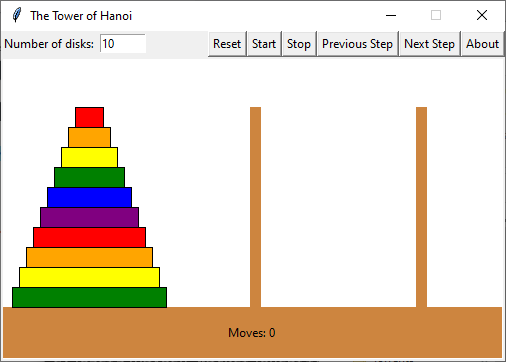 The Tower of Hanoi
Number of disks: 10 Reset Start Stop Previous Step Next Step About
Moves: 0